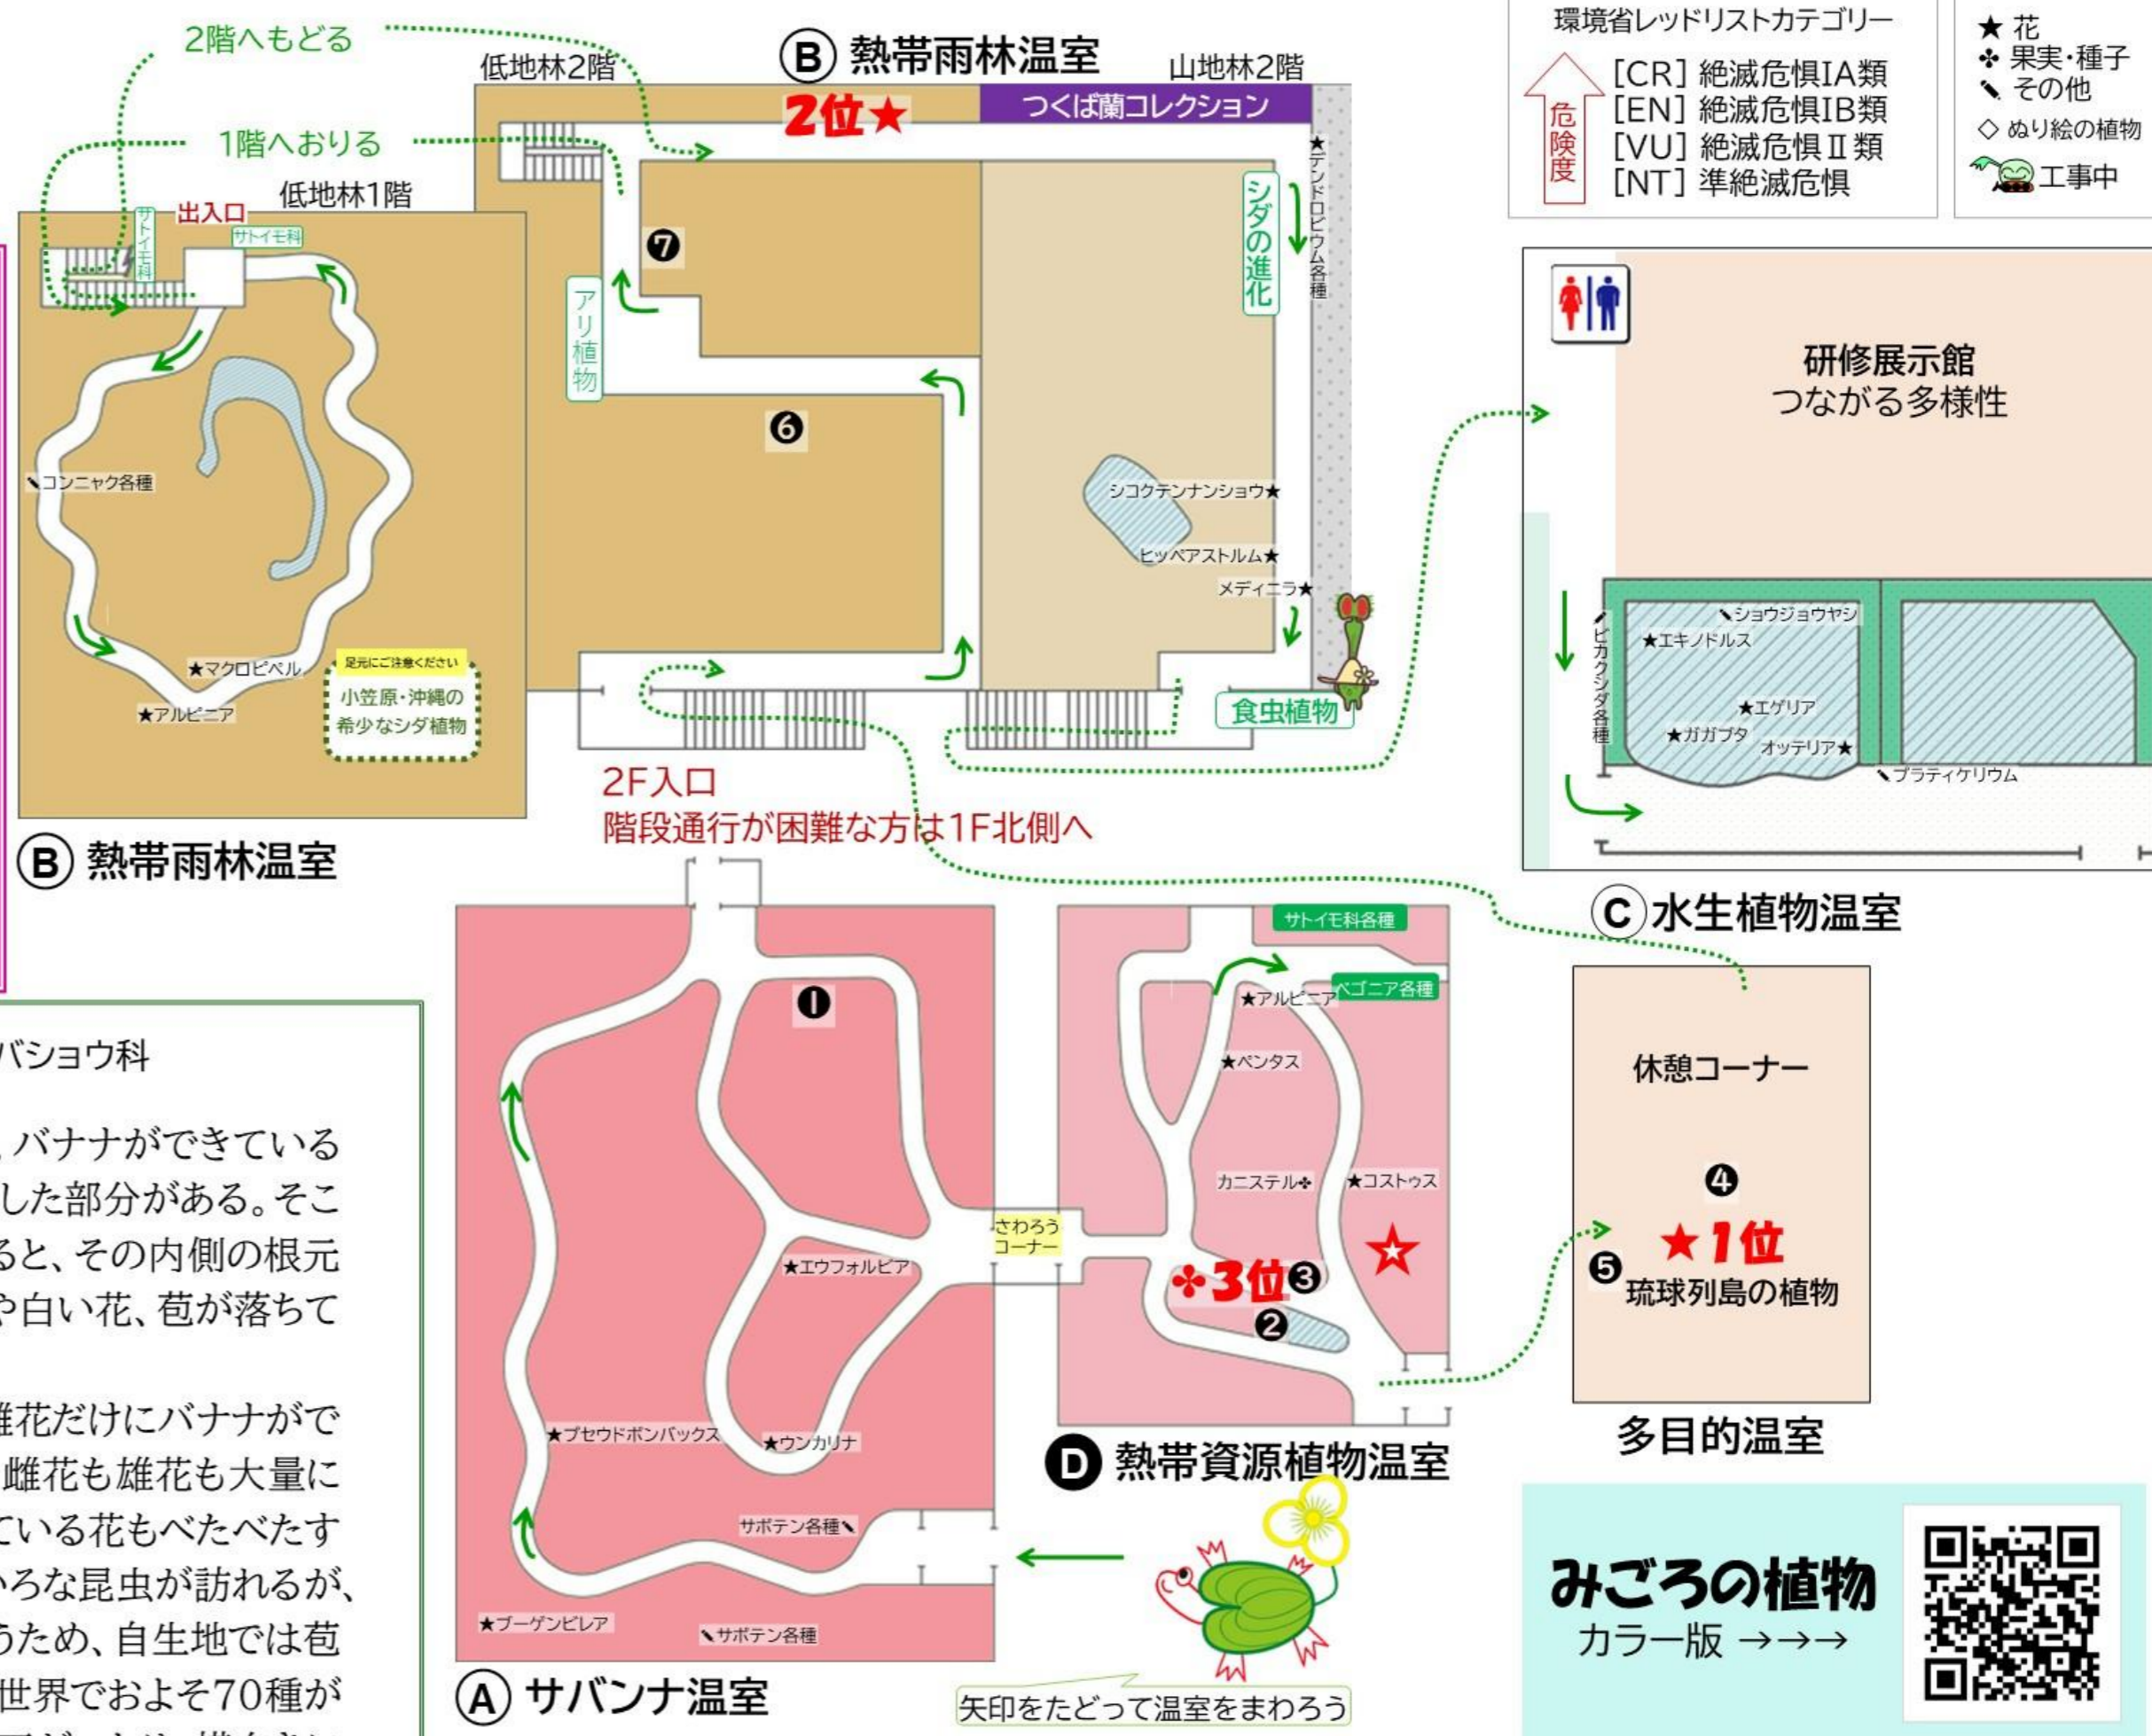 2階へもどる
1階へおりる
Ⓑ 熱帯雨林温室
低地林2階
山地林2階
2位★
つくば蘭コレクション
低地林1階
出入口
サトイモ科
サトイモ科
❼
アリ植物
シダの進化
★デンドロビウム各種
❻
コンニャク各種
シコクテンナンショウ★
ヒッペアストルム★
メディニラ★
★マクロピペル
★アルピニア
足元にご注意ください
小笠原・沖縄の
希少なシダ植物
食虫植物
2F入口
階段通行が困難な方は1F北側へ
Ⓑ 熱帯雨林温室
環境省レッドリストカテゴリー
危険度
[CR] 絶滅危惧IA類
[EN] 絶滅危惧IB類
[VU] 絶滅危惧Ⅱ類
[NT] 準絶滅危惧
★ 花
✤ 果実・種子
その他
◇ ぬり絵の植物
工事中
研修展示館
つながる多様性
ショウジョウヤシ
★エキノドルス
ビカクシダ各種
★エゲリア
★ガガブタ
オッテリア★
プラティケリウム
Ⓒ水生植物温室
バショウ科
、バナナができている
した部分がある。そこ
ると、その内側の根元
や白い花、苞が落ちて
雌花だけにバナナがで
雌花も雄花も大量に
ている花もべたべたす
いろな昆虫が訪れるが、
うため、自生地では苞
世界でおよそ70種が
❶
★エウフォルビア
★プセウドボンバックス
★ウンカリナ
サボテン各種
★ブーゲンビレア
サボテン各種
Ⓐ サバンナ温室
さわろう
コーナー
サトイモ科各種
★アルピニア
ベゴニア各種
★ペンタス
カニステル✤
★コストゥス
✤3位❸
❷
🅓 熱帯資源植物温室
矢印をたどって温室をまわろう
休憩コーナー
❹
★1位
❺
琉球列島の植物
多目的温室
みごろの植物
カラー版 →→→